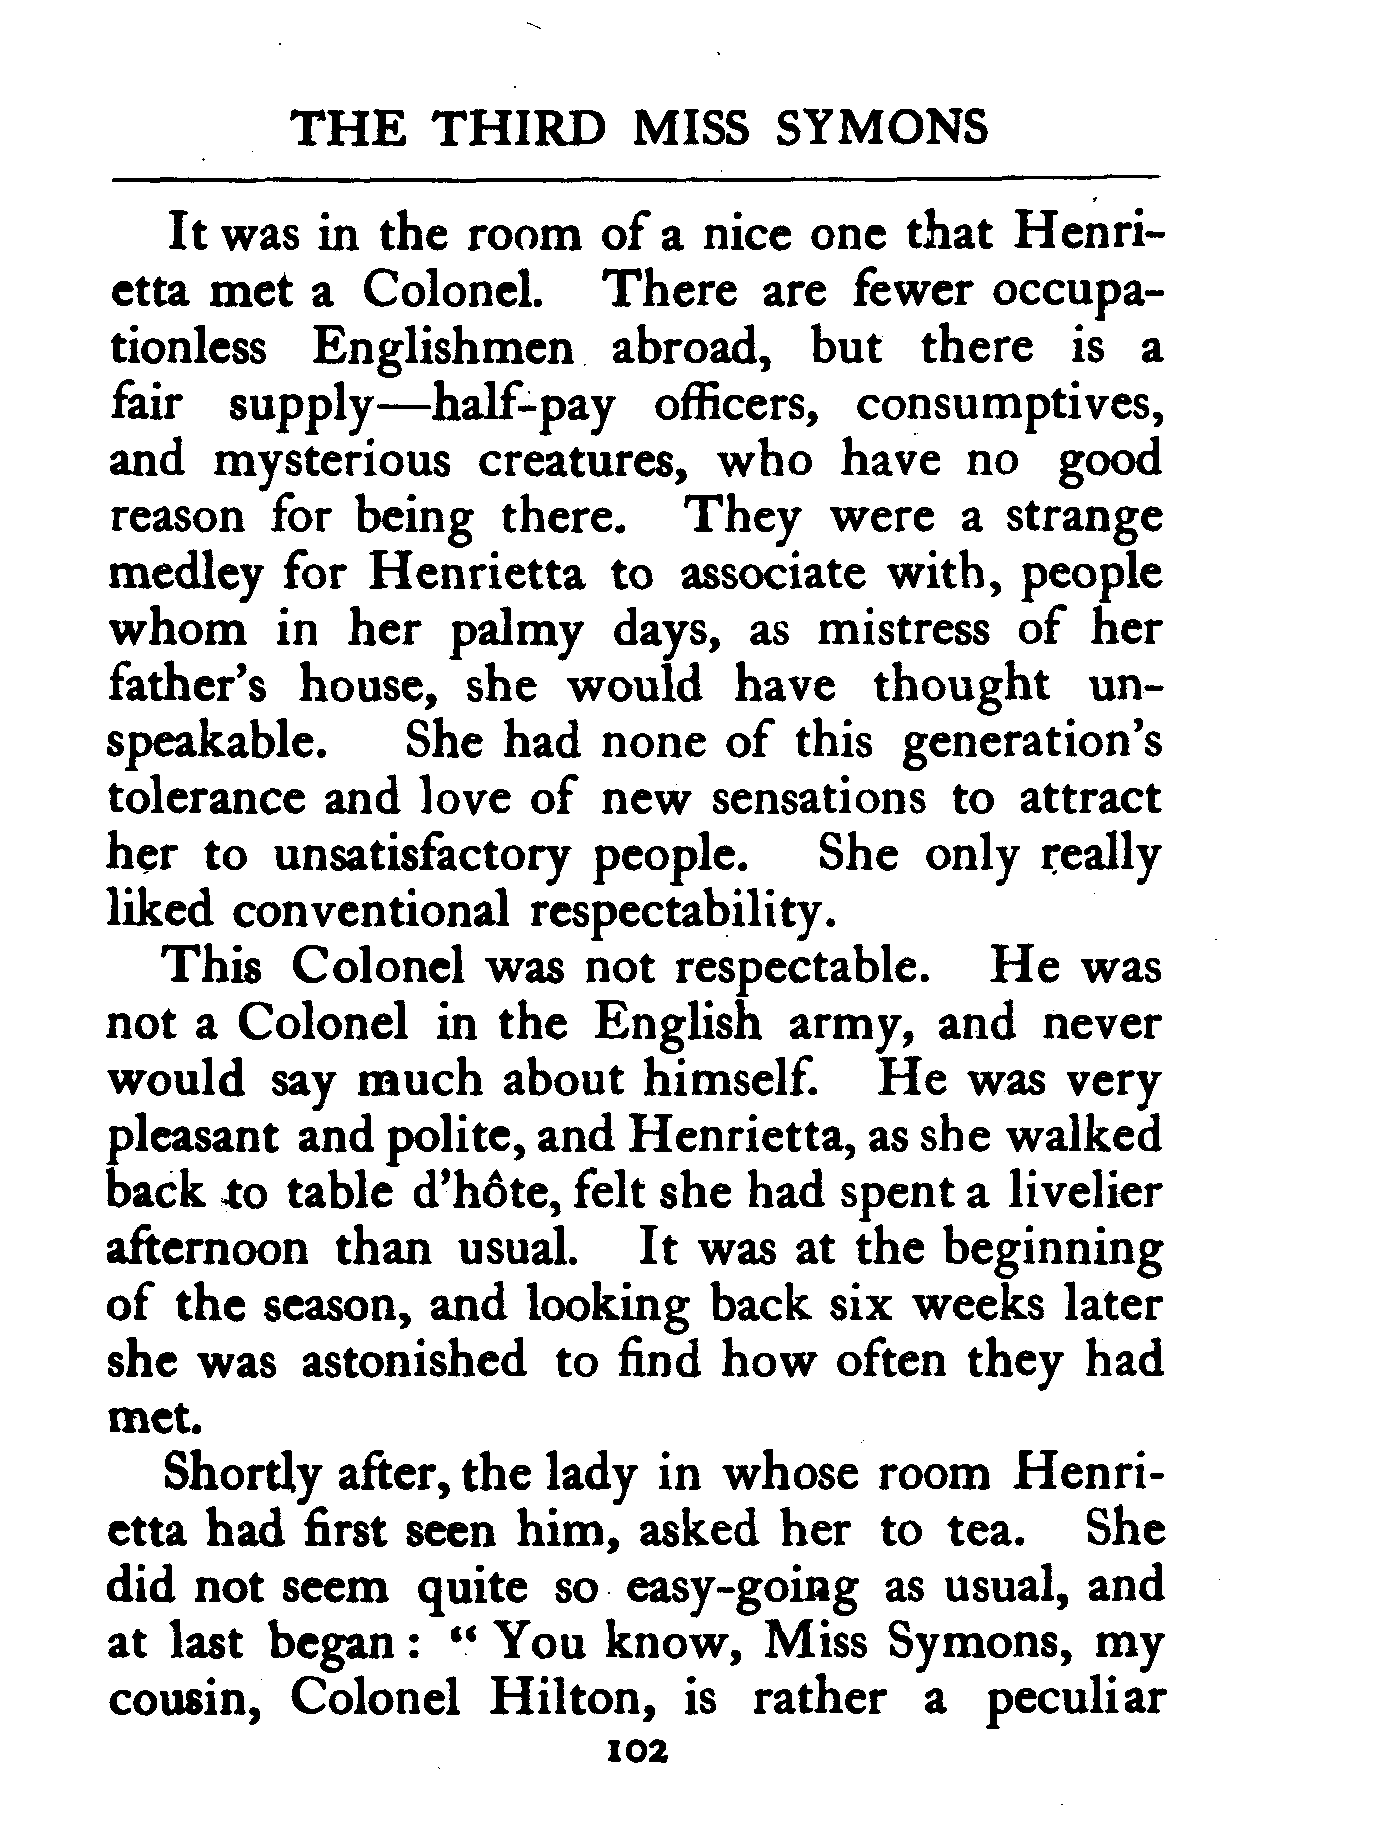 THE THIRD MISS SYMONS
It was in the room of a nice one that Henri-
etta met a Colonel. There are fewer occupa-
tionless Englishmen abroad, but there is a
fair supply—half-pay officers, consumptives,
and mysterious creatures, who have no good
reason for being there. They were a strange
medley for Henrietta to associate with, people
whom in her palmy days, as mistress of her
father's house, she would have thought un-
speakable. She had none of this generation's
tolerance and love of new sensations to attract
her to unsatisfactory people. She only really
liked conventional respectability.
This Colonel was not respectable. He was
not a Colonel in the English army, and never
would say much about himself. He was very
pleasant and polite, and Henrietta, as she walked
back to table d'hôte, felt she had spent a livelier
afternoon than usual. It was at the beginning
of the season, and looking back six weeks later
she was astonished to find how often they had
met.
Shortly after, the lady in whose room Henri-
etta had first seen him, asked her to tea. She
did not seem quite so easy-going as usual, and
at last began: “You know, Miss Symons, my
cousin, Colonel Hilton, is rather a peculiar
102